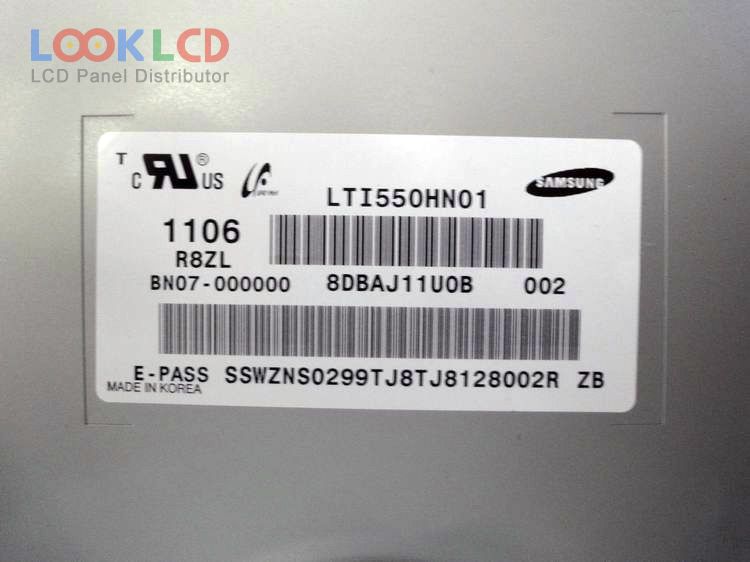 LOOKLCD
LCD Panel Distributor
T
C RU ® US
SAMSUNG
LTI550HN01
1106
R8ZL
BN07-000000 8DBAJ11U0B 002
E-PASS SSWZNS0299TJ8TJ8128002R ZB
MADE IN KOREA